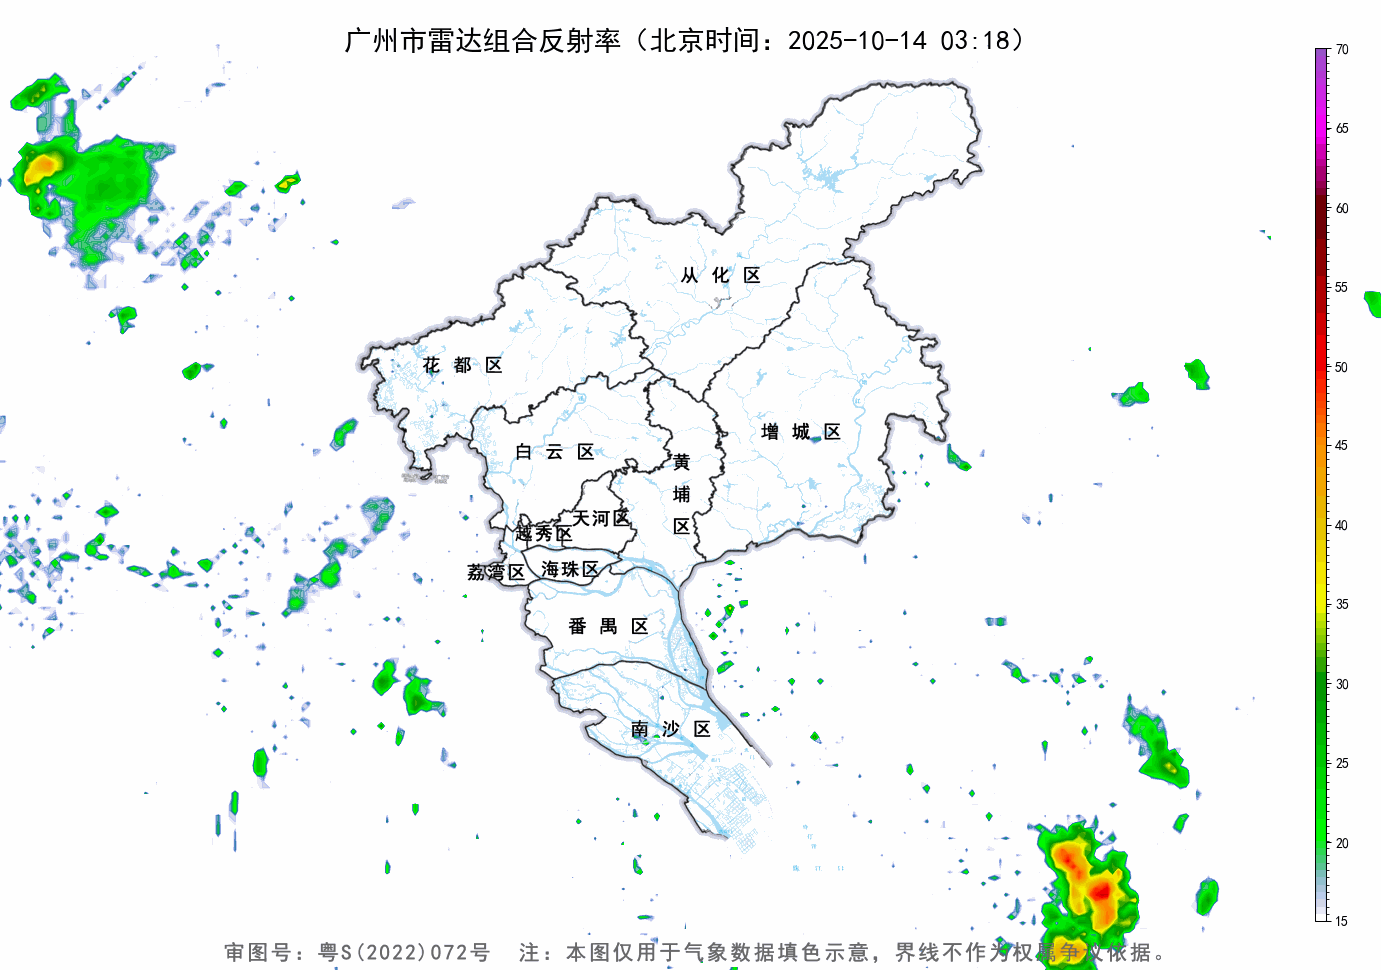 广州市雷达组合反射率（北京时间：2025-10-14 03:18）
70
65
60
55
50
45
40
35
30
25
20
15
从化区
花都区
增城区
白云区
黄埔区
天河区
越秀区
海珠区
荔湾区
番禺区
南沙区
审图号：粤S(2022)072号 注：本图仅用于气象数据填色示意，界线不作为权属争议依据。